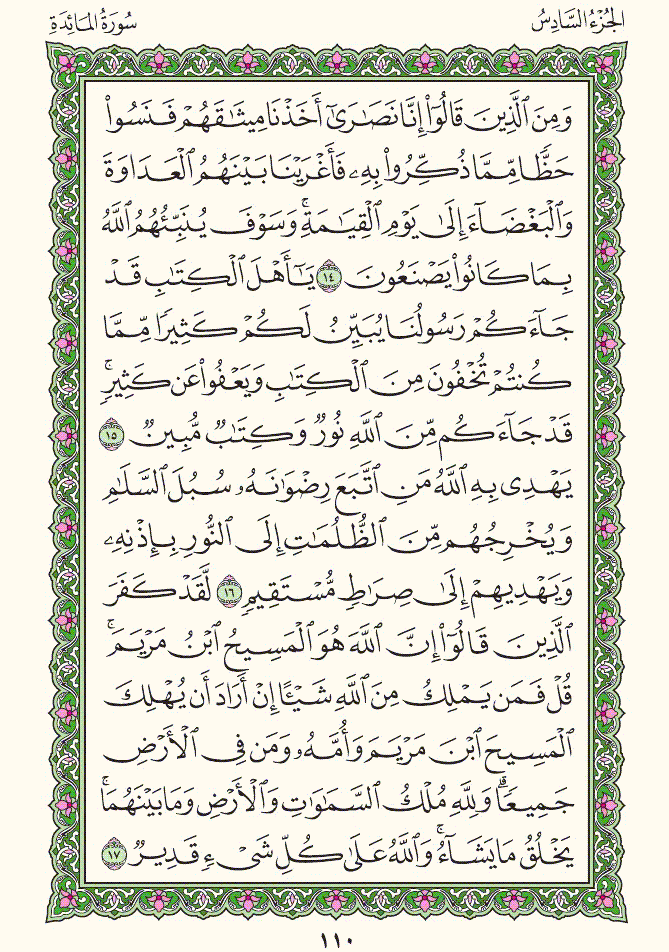 الجُزْءُ السَّادِسُ
سُورَةُ المَائدَةِ
وَمِنَ ٱلَّذِينَ قَالُوٓاْ إِنَّا نَصَٰرَىٰٓ أَخَذۡنَا مِيثَٰقَهُمۡ فَنَسُواْ
حَظّٗا مِّمَّا ذُكِّرُواْ بِهِۦ فَأَغۡرَيۡنَا بَيۡنَهُمُ ٱلۡعَدَاوَةَ
وَٱلۡبَغۡضَآءَ إِلَىٰ يَوۡمِ ٱلۡقِيَٰمَةِۚ وَسَوۡفَ يُنَبِّئُهُمُ ٱللَّهُ
بِمَا كَانُواْ يَصۡنَعُونَ ١٤ يَٰٓأَهۡلَ ٱلۡكِتَٰبِ قَدۡ
جَآءَكُمۡ رَسُولُنَا يُبَيِّنُ لَكُمۡ كَثِيرٗا مِّمَّا
كُنتُمۡ تُخۡفُونَ مِنَ ٱلۡكِتَٰبِ وَيَعۡفُواْ عَن كَثِيرٖۚ
قَدۡ جَآءَكُم مِّنَ ٱللَّهِ نُورٞ وَكِتَٰبٞ مُّبِينٞ ١٥
يَهۡدِي بِهِ ٱللَّهُ مَنِ ٱتَّبَعَ رِضۡوَٰنَهُۥ سُبُلَ ٱلسَّلَٰمِ
وَيُخۡرِجُهُم مِّنَ ٱلظُّلُمَٰتِ إِلَى ٱلنُّورِ بِإِذۡنِهِۦ
وَيَهۡدِيهِمۡ إِلَىٰ صِرَٰطٖ مُّسۡتَقِيمٖ ١٦ لَّقَدۡ كَفَرَ
ٱلَّذِينَ قَالُوٓاْ إِنَّ ٱللَّهَ هُوَ ٱلۡمَسِيحُ ٱبۡنُ مَرۡيَمَۚ
قُلۡ فَمَن يَمۡلِكُ مِنَ ٱللَّهِ شَيۡـًٔا إِنۡ أَرَادَ أَن يُهۡلِكَ
ٱلۡمَسِيحَ ٱبۡنَ مَرۡيَمَ وَأُمَّهُۥ وَمَن فِي ٱلۡأَرۡضِ
جَمِيعٗاۗ وَلِلَّهِ مُلۡكُ ٱلسَّمَٰوَٰتِ وَٱلۡأَرۡضِ وَمَا بَيۡنَهُمَاۚ
يَخۡلُقُ مَا يَشَآءُۚ وَٱللَّهُ عَلَىٰ كُلِّ شَيۡءٖ قَدِيرٞ ١٧
١١٠